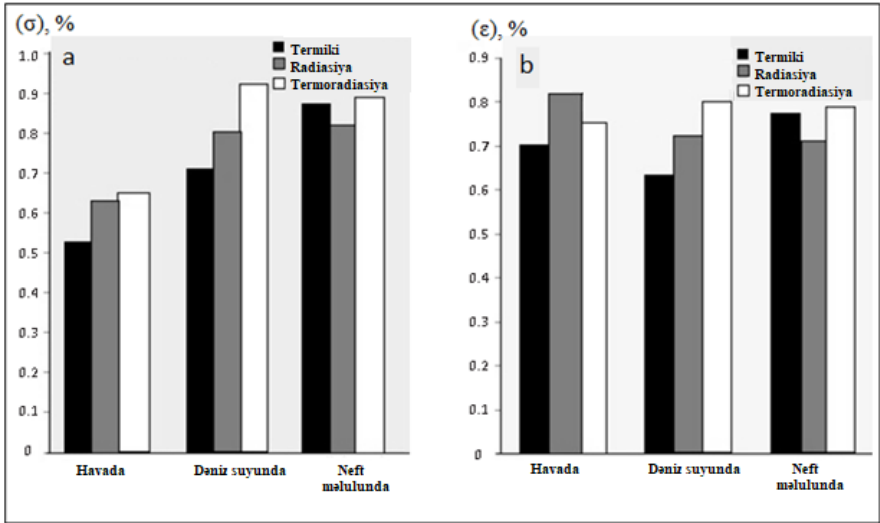 (σ), %
a
Termiki
Radiasiya
Termoradiasiya
1.0
0.9
0.8
0.7
0.6
0.5
0.4
0.3
0.2
0.1
0
Havada
Dəniz suyunda
Neft
məlulunda
(ε), %
b
Termiki
Radiasiya
Termoradiasiya
0.9
0.8
0.7
0.6
0.5
0.4
0.3
0.2
0.1
0
Havada
Dəniz suyunda
Neft
məlulunda